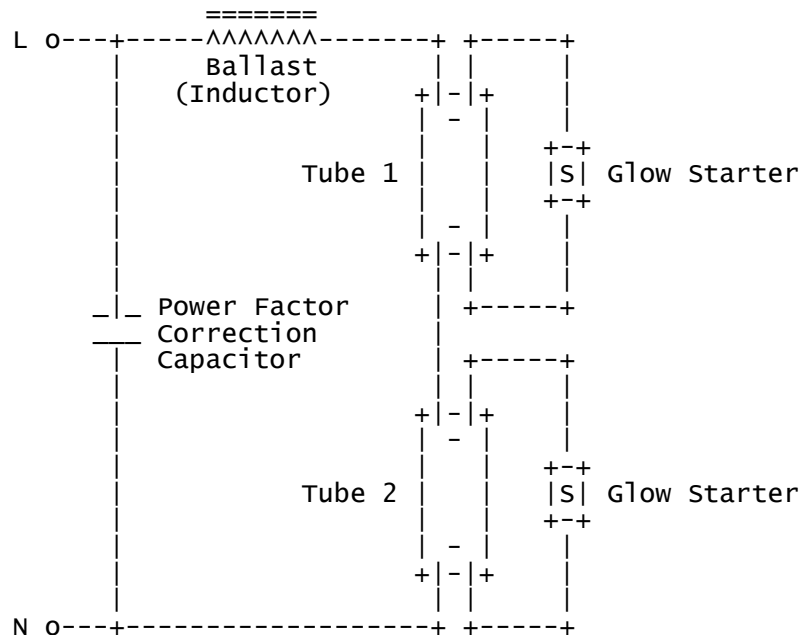 L
Ballast
(Inductor)
Tube 1
S
Glow Starter
Power Factor
Correction
Capacitor
Tube 2
S
Glow Starter
N